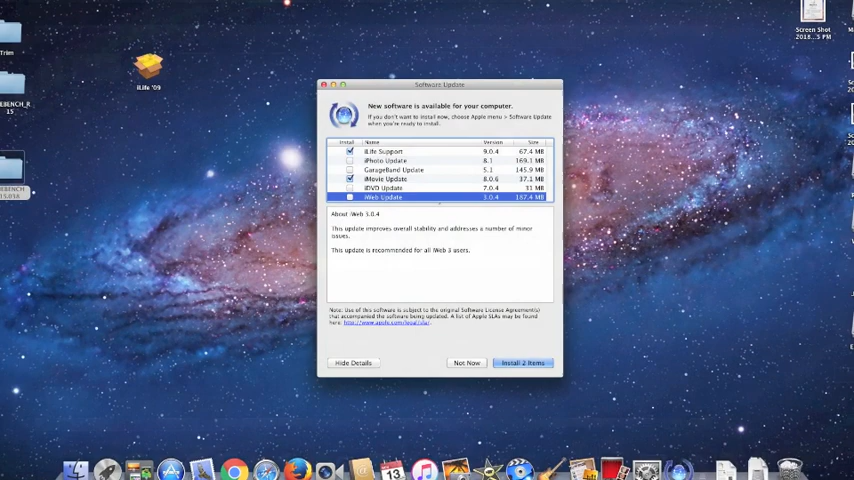 Trim
EBENCH_R
15
EBENCH
15.03A
iLife '09
Screen Shot
2018...5 PM
Software Update
New software is available for your computer.
If you don't want to install now, choose Apple menu > Software Update
when you're ready to install.
Install Name Version Size
iLife Support 9.0.4 67.4 MB
iPhoto Update 8.1 169.1 MB
GarageBand Update 5.1 145.9 MB
iMovie Update 8.0.6 37.1 MB
iDVD Update 7.0.4 31 MB
iWeb Update 3.0.4 187.4 MB
About iWeb 3.0.4
This update improves overall stability and addresses a number of minor
issues.
This update is recommended for all iWeb 3 users.
Note: Use of this software is subject to the original Software License Agreement(s)
that accompanied the software being updated. A list of Apple SLAs may be found
here: http://www.apple.com/legal/sla/.
Hide Details
Not Now
Install 2 Items
13